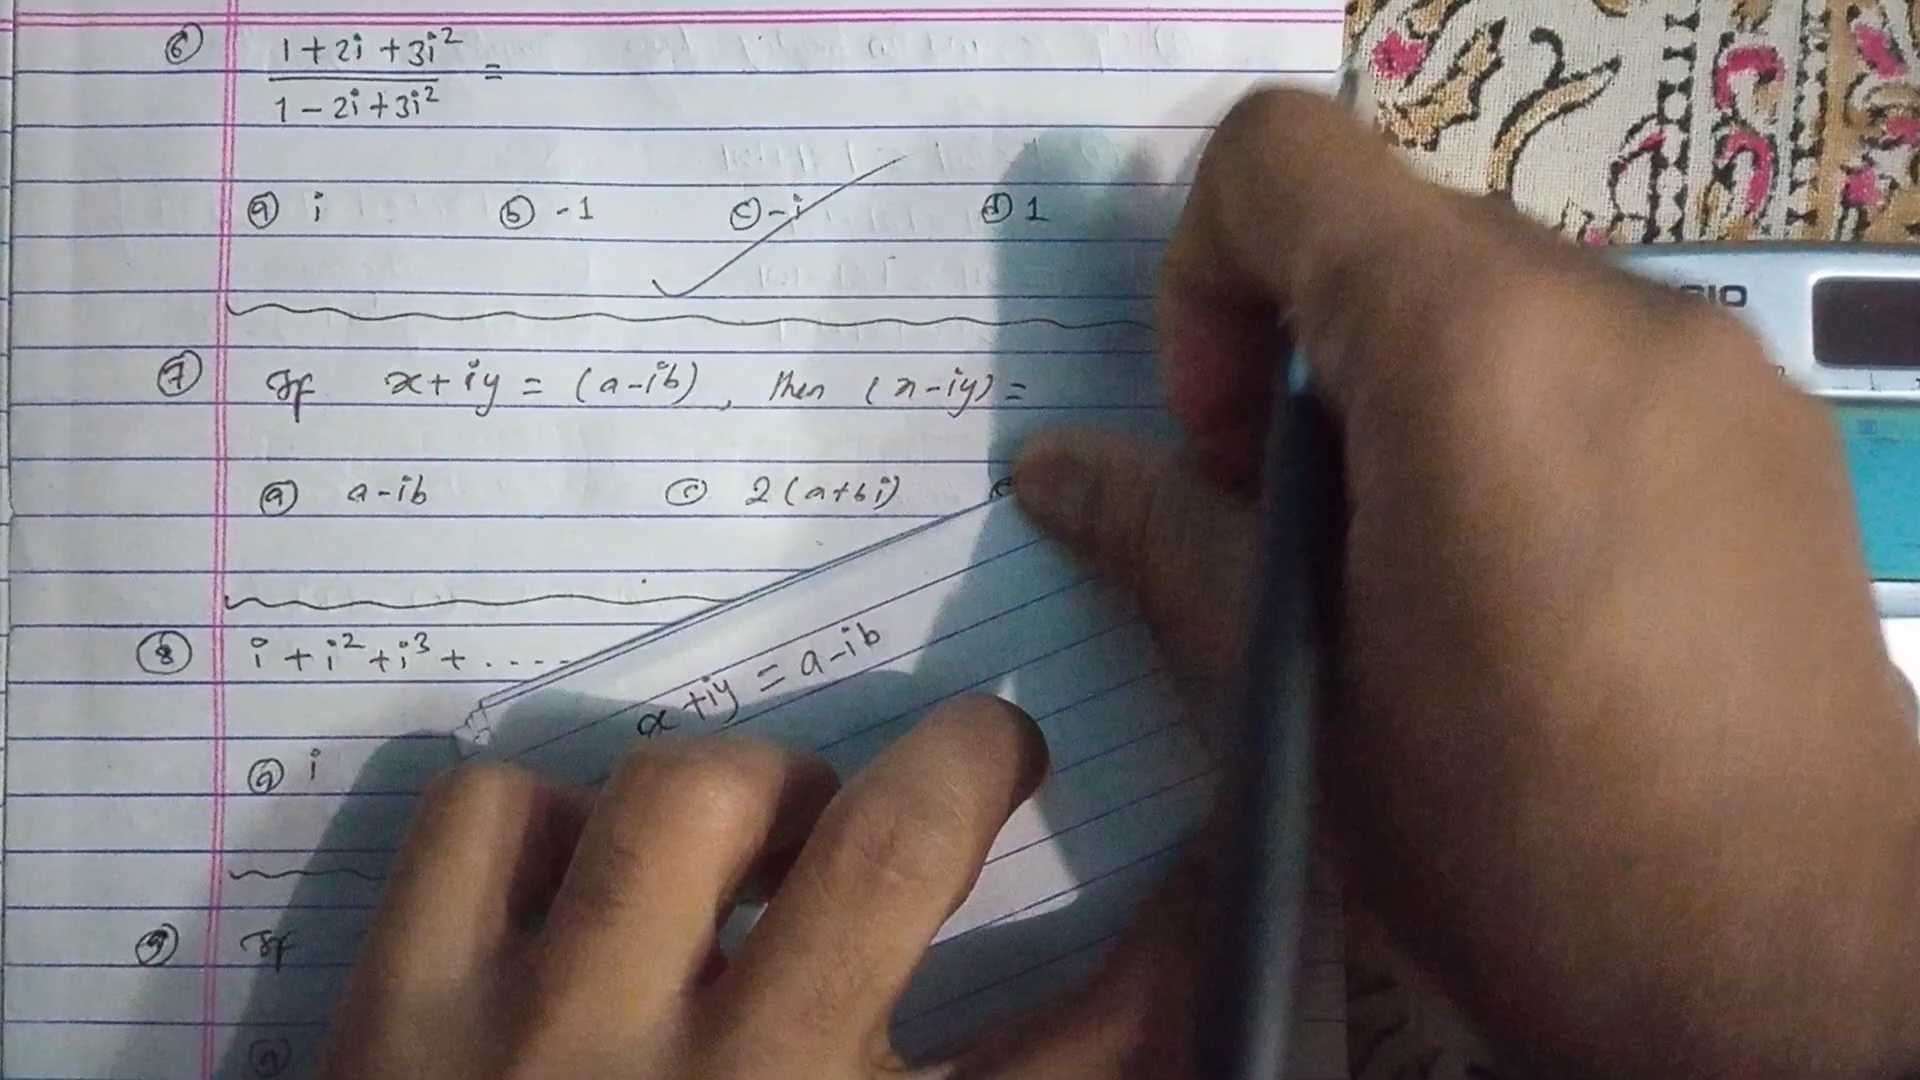 ⑥ 1+2i+3i²
1-2i+3i² =
ⓐ i ⓑ -1 ⓒ -i ⓓ 1
⑦ If x+iy = (a-ib), then (x-iy) =
ⓐ a-ib ⓒ 2(a+bi)
⑧ i+i²+i³+....
x+iy = a-ib
ⓐ i
⑨ If
ⓐ